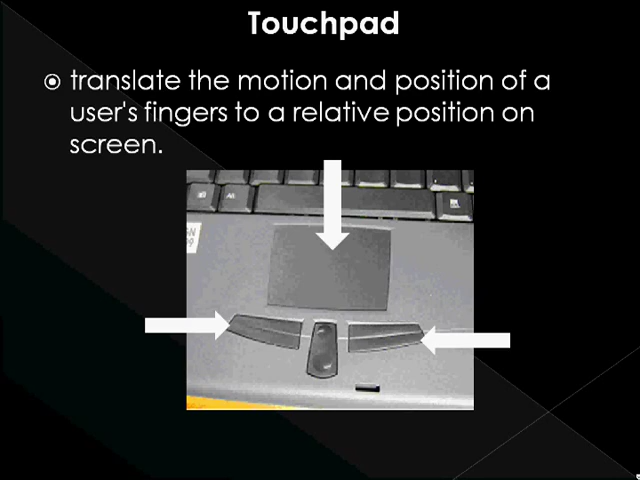 Touchpad
translate the motion and position of a
user's fingers to a relative position on
screen.